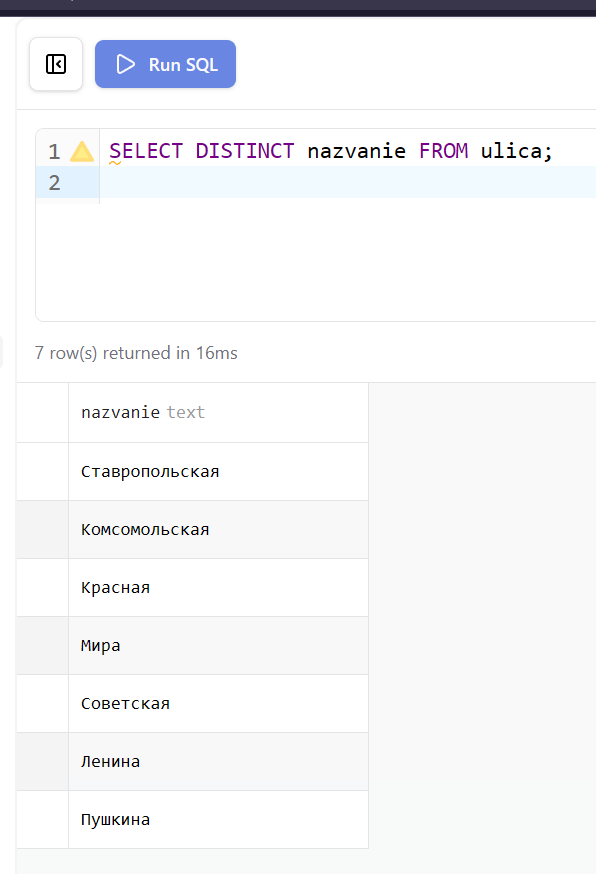 Run SQL
1 SELECT DISTINCT nazvanie FROM ulica;
2
7 row(s) returned in 16ms
nazvanie text
Ставропольская
Комсомольская
Красная
Мира
Советская
Ленина
Пушкина